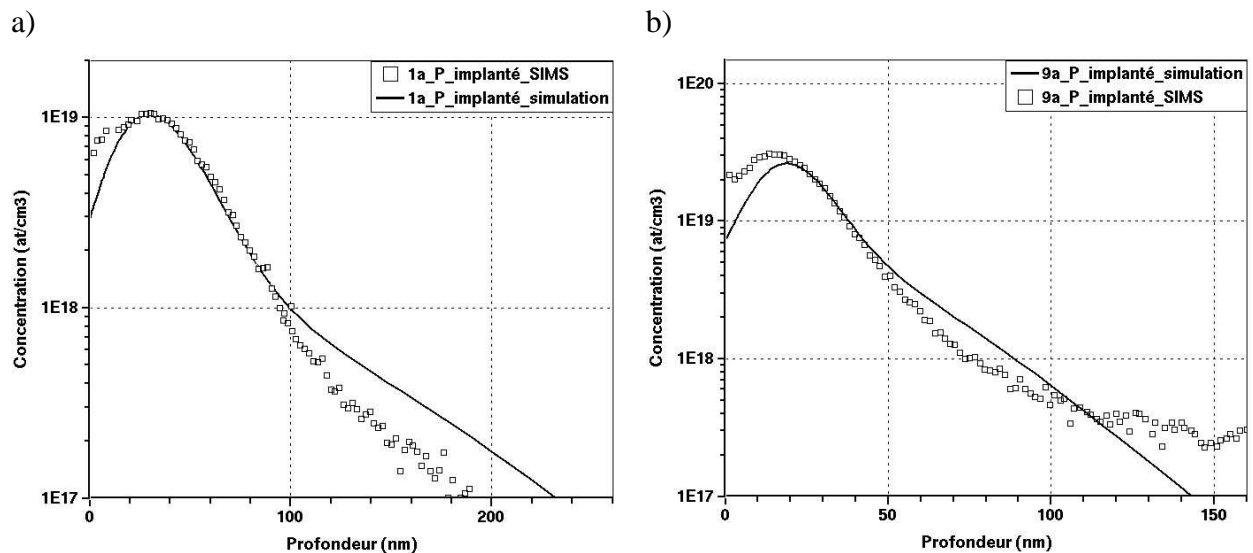 a)
1a_P_implanté_SIMS
1a_P_implanté_simulation
Concentration (at/cm3)
1E19
1E18
1E17
0
100
200
Profondeur (nm)
b)
9a_P_implanté_simulation
9a_P_implanté_SIMS
Concentration (at/cm3)
1E20
1E19
1E18
1E17
0
50
100
150
Profondeur (nm)